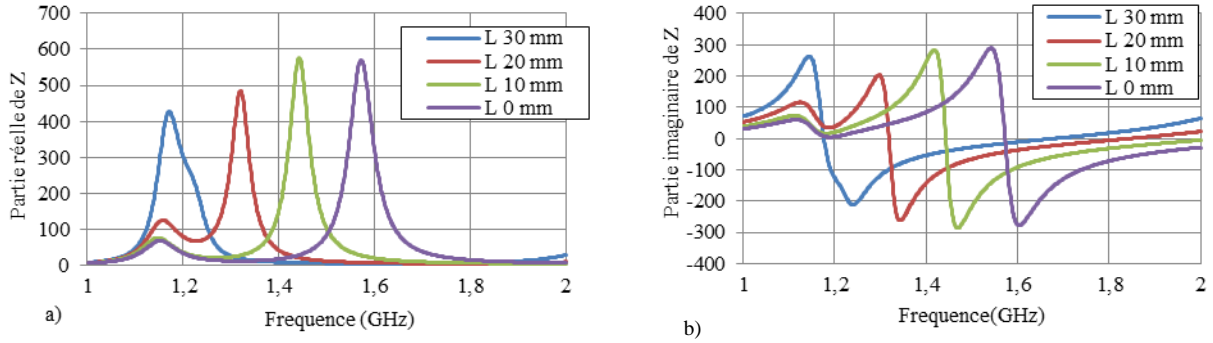 700
600
500
400
300
200
100
0
Partie réelle de Z
1
1,2
1,4
1,6
1,8
2
Frequence (GHz)
L 30 mm
L 20 mm
L 10 mm
L 0 mm
a)
400
300
200
100
0
-100
-200
-300
-400
Partie imaginaire de Z
1
1,2
1,4
1,6
1,8
2
Frequence(GHz)
L 30 mm
L 20 mm
L 10 mm
L 0 mm
b)